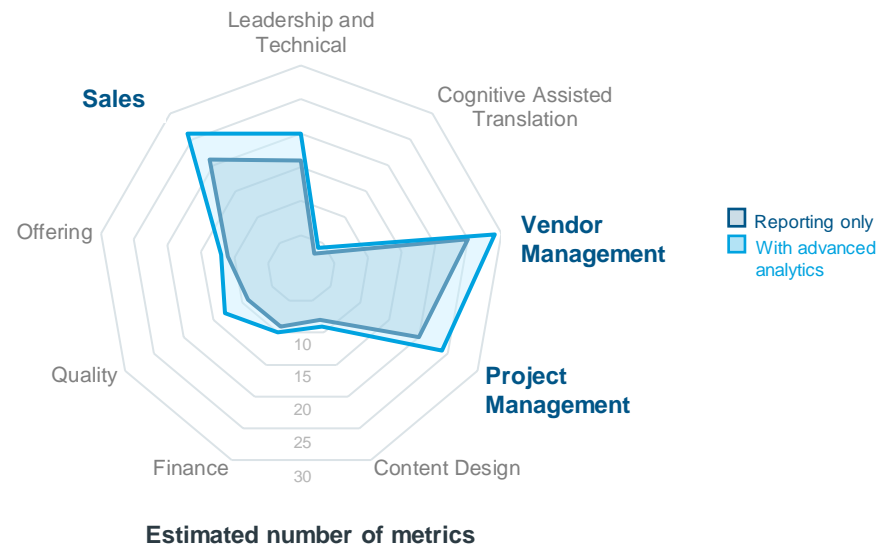 Leadership and
Technical
Sales
Cognitive Assisted
Translation
Offering
Vendor
Management
Reporting only
With advanced
analytics
Quality
Project
Management
10
15
20
25
30
Finance
Content Design
Estimated number of metrics